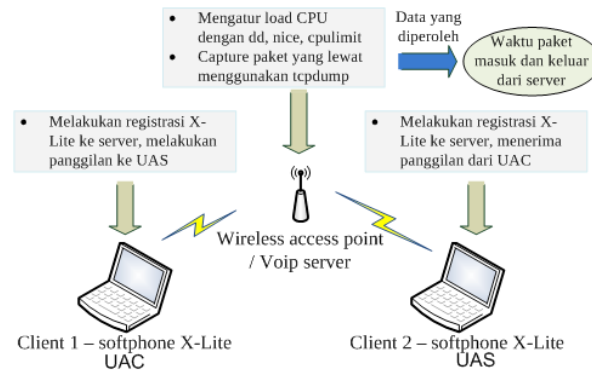 • Mengatur load CPU
dengan dd, nice, cpulimit
• Capture paket yang lewat
menggunakan tcpdump
Data yang
diperoleh
Waktu paket
masuk dan keluar
dari server
• Melakukan registrasi X-
Lite ke server, melakukan
panggilan ke UAS
• Melakukan registrasi X-
Lite ke server, menerima
panggilan dari UAC
Wireless access point
/ Voip server
Client 1 – softphone X-Lite
UAC
Client 2 – softphone X-Lite
UAS